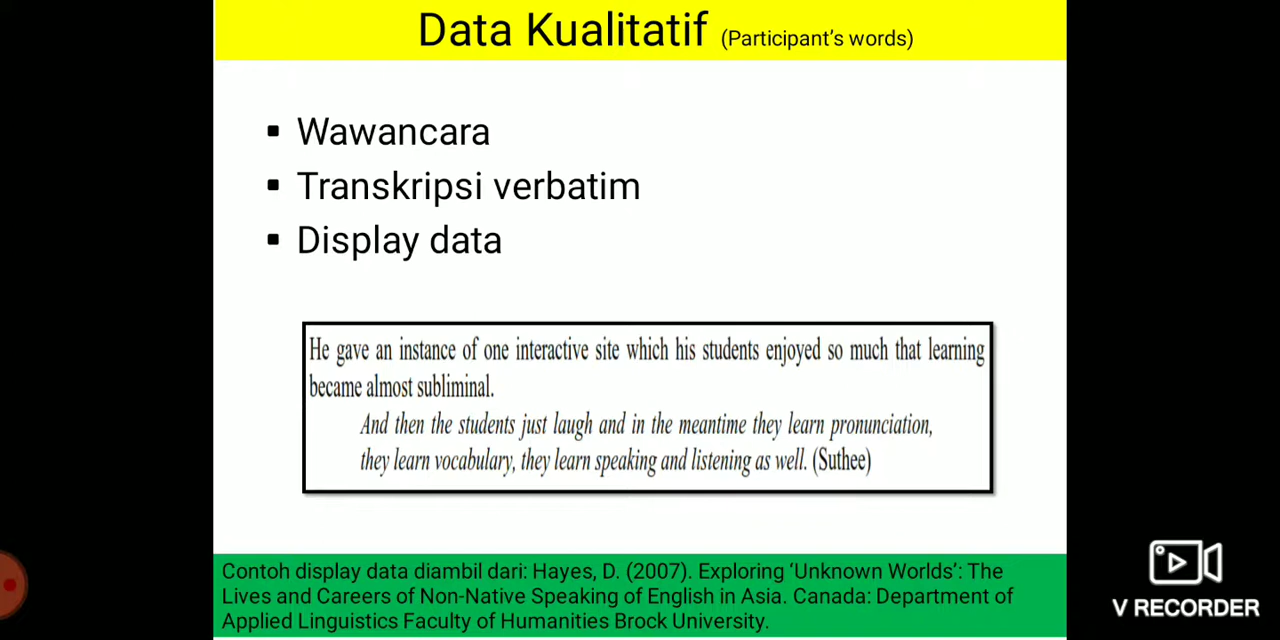 Data Kualitatif (Participant's words)
▪ Wawancara
▪ Transkripsi verbatim
▪ Display data
He gave an instance of one interactive site which his students enjoyed so much that learning
became almost subliminal.
And then the students just laugh and in the meantime they learn pronunciation,
they learn vocabulary, they learn speaking and listening as well. (Suthee)
Contoh display data diambil dari: Hayes, D. (2007). Exploring 'Unknown Worlds': The
Lives and Careers of Non-Native Speaking of English in Asia. Canada: Department of
Applied Linguistics Faculty of Humanities Brock University.
V RECORDER